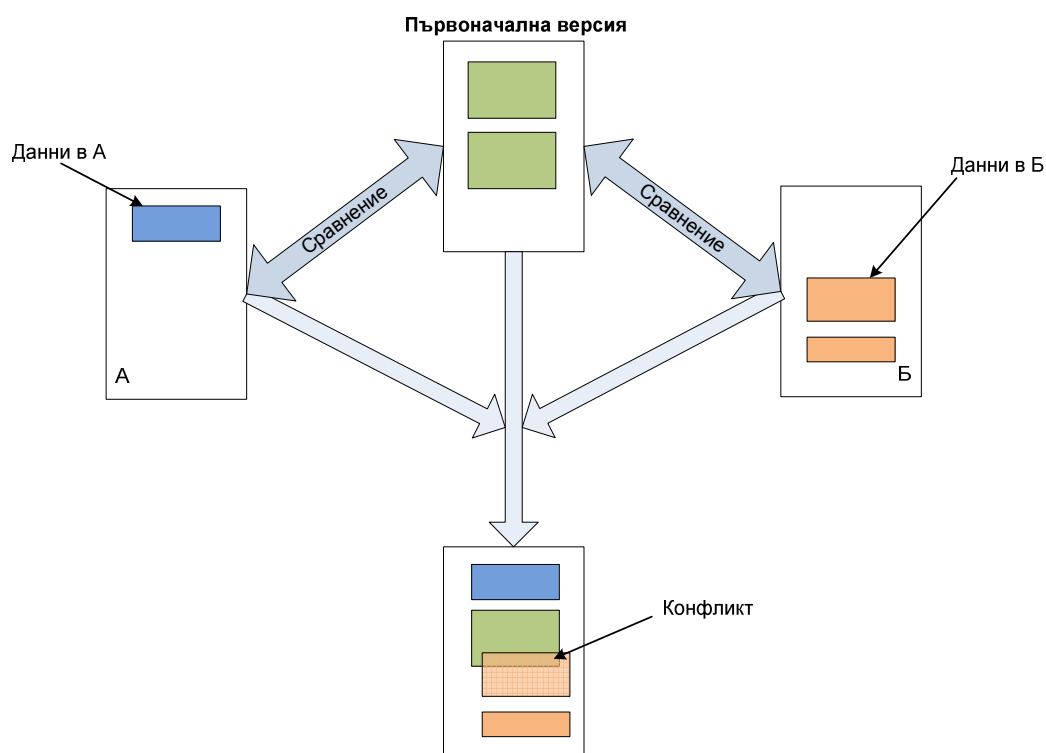 Първоначална версия
Данни в А
Данни в Б
Сравнение
Сравнение
А
Б
Конфликт